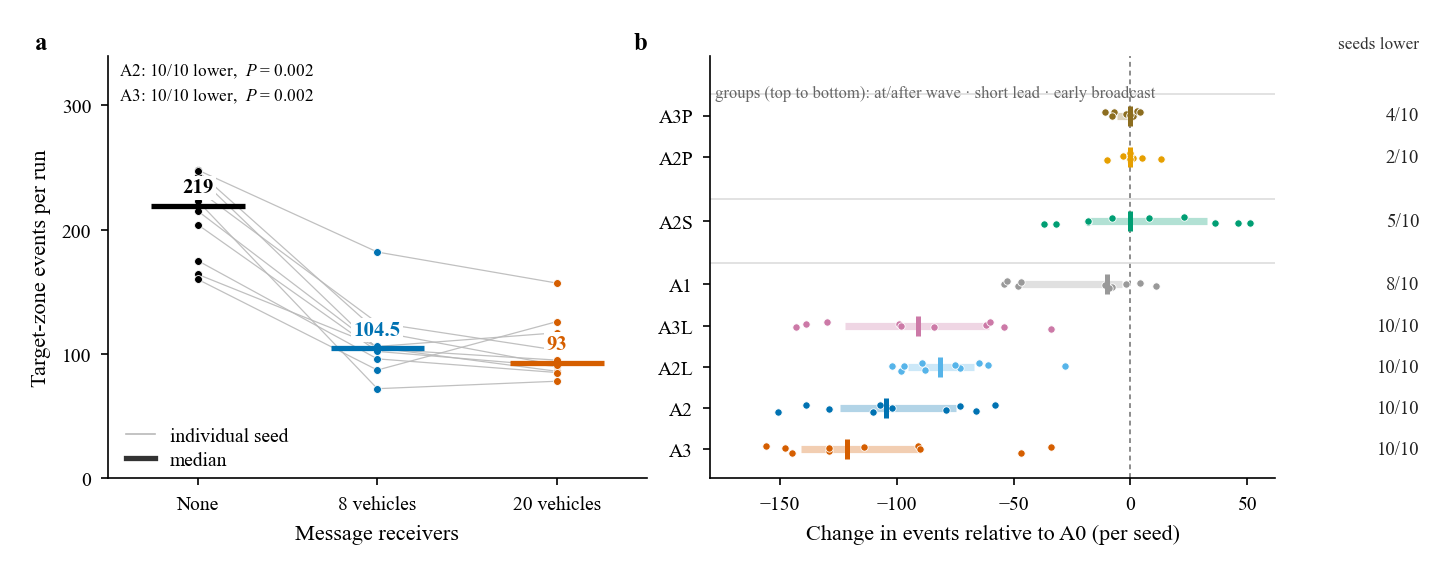 a
A2: 10/10 lower, P = 0.002
A3: 10/10 lower, P = 0.002
Target-zone events per run
300
200
100
0
219
104.5
93
individual seed
median
None
8 vehicles
20 vehicles
Message receivers
b
seeds lower
groups (top to bottom): at/after wave · short lead · early broadcast
A3P
4/10
A2P
2/10
A2S
5/10
A1
8/10
A3L
10/10
A2L
10/10
A2
10/10
A3
10/10
−150
−100
−50
0
50
Change in events relative to A0 (per seed)